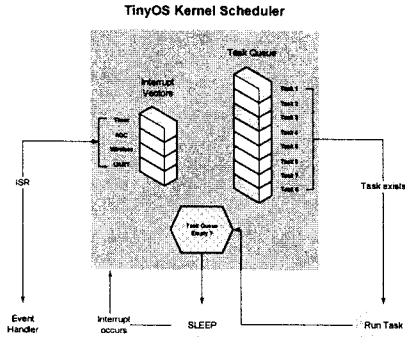 TinyOS Kernel Scheduler
Task Queue
Interrupt
Vectors
Task 1
Task 2
Task 3
Task 4
Task 5
Task 6
Task 7
Task 8
Timer
ADC
Wireless
UART
ISR
Task exists
Task Queue
Empty ?
Event
Handler
Interrupt
occurs
SLEEP
Run Task